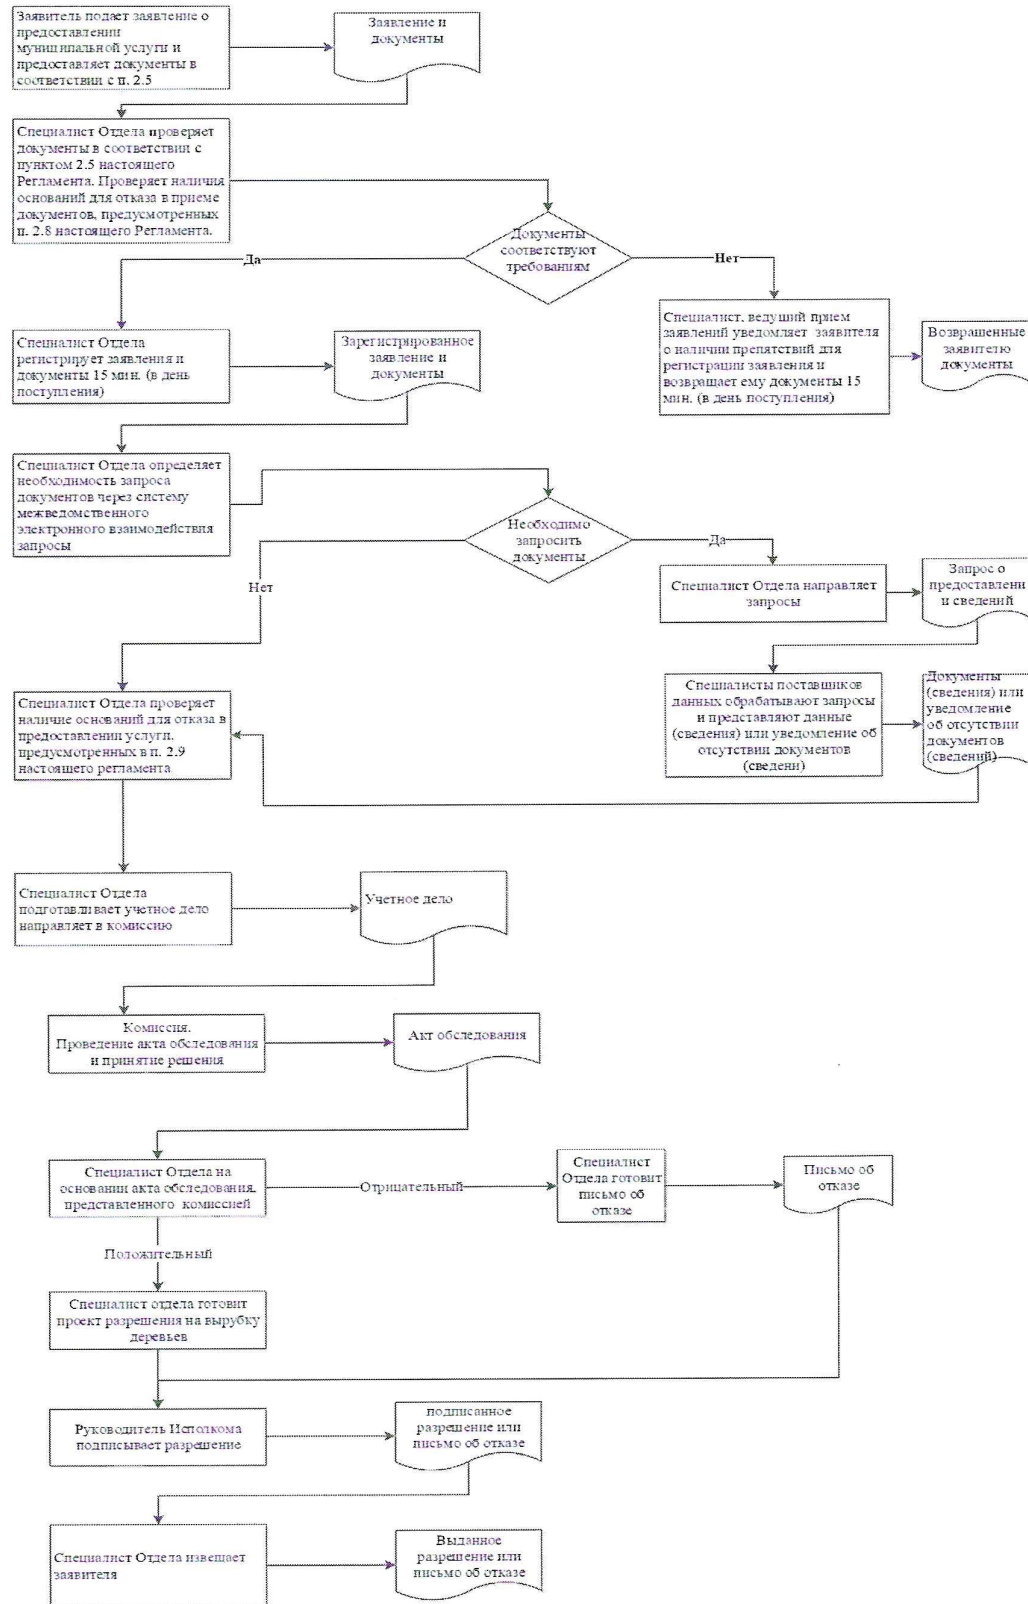 Заявитель подает заявление о
предоставлении
муниципальной услуги и
предоставляет документы в
соответствии с п. 2.5
Заявление и
документы
Специалист Отдела проверяет
документы в соответствии с
пунктом 2.5 настоящего
Регламента. Проверяет наличия
оснований для отказа в приеме
документов, предусмотренных
п. 2.8 настоящего Регламента.
Документы
соответствуют
требованиям
Да
Нет
Специалист Отдела
регистрирует заявления и
документы 15 мин. (в день
поступления)
Зарегистрированное
заявление и
документы
Специалист, ведущий прием
заявлений уведомляет заявителя
о наличии препятствий для
регистрации заявления и
возвращает ему документы 15
мин. (в день поступления)
Возвращенные
заявителю
документы
Специалист Отдела определяет
необходимость запроса
документов через систему
межведомственного
электронного взаимодействия
запросы
Необходимо
запросить
документы
Да
Нет
Специалист Отдела направляет
запросы
Запрос о
предоставлени
и сведений
Специалист Отдела проверяет
наличие оснований для отказа в
предоставлении услуги,
предусмотренных в п. 2.9
настоящего регламента
Специалисты поставщиков
данных обрабатывают запросы
и представляют данные
(сведения) или уведомление об
отсутствии документов
(сведени)
Документы
(сведения) или
уведомление
об отсутствии
документов
(сведений)
Специалист Отдела
подготавливает учетное дело
направляет в комиссию
Учетное дело
Комиссия.
Проведение акта обследования
и принятие решения
Акт обследования
Специалист Отдела на
основании акта обследования,
представленного комиссией
Отрицательный
Специалист
Отдела готовит
письмо об
отказе
Письмо об
отказе
Положительный
Специалист отдела готовит
проект разрешения на вырубку
деревьев
Руководитель Исполкома
подписывает разрешение
подписанное
разрешение или
письмо об отказе
Специалист Отдела извещает
заявителя
Выданное
разрешение или
письмо об отказе